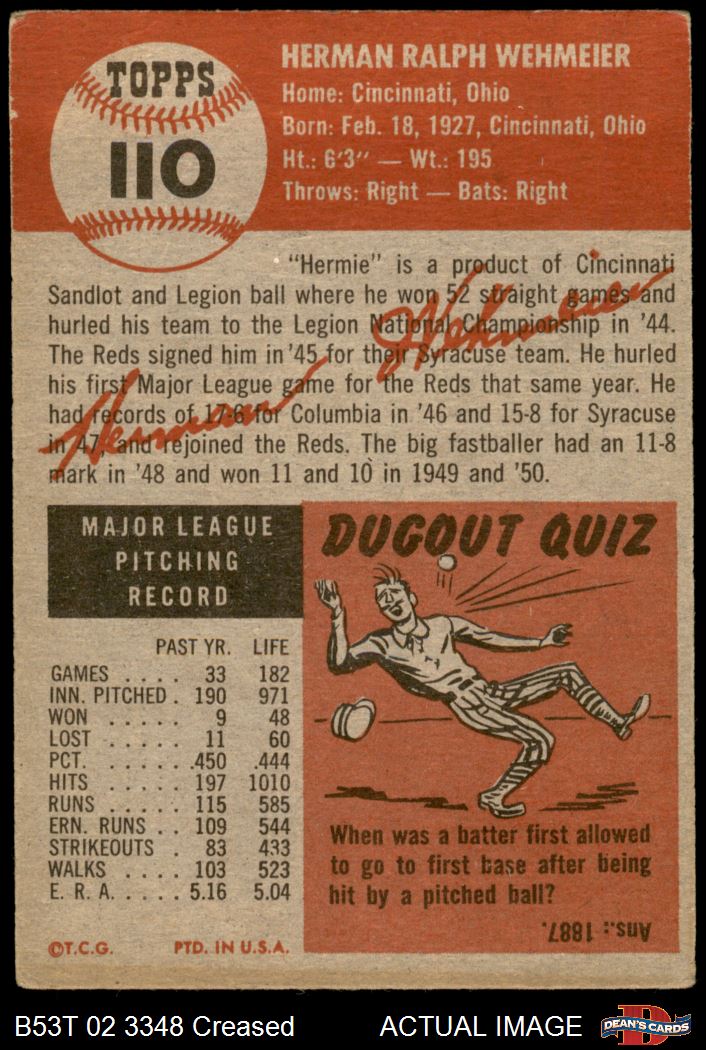 TOPPS
110
HERMAN RALPH WEHMEIER
Home: Cincinnati, Ohio
Born: Feb. 18, 1927, Cincinnati, Ohio
Ht.: 6'3" — Wt.: 195
Throws: Right — Bats: Right
"Hermie" is a product of Cincinnati
Sandlot and Legion ball where he won 52 straight games and
hurled his team to the Legion National Championship in '44.
The Reds signed him in '45 for their Syracuse team. He hurled
his first Major League game for the Reds that same year. He
had records of 17-6 for Columbia in '46 and 15-8 for Syracuse
in '47, and rejoined the Reds. The big fastballer had an 11-8
mark in '48 and won 11 and 10 in 1949 and '50.
Herman Wehmeier
MAJOR LEAGUE
PITCHING
RECORD
PAST YR. LIFE
GAMES . . . . 33 182
INN. PITCHED . 190 971
WON . . . . . 9 48
LOST . . . . . 11 60
PCT. . . . . . .450 .444
HITS . . . . . 197 1010
RUNS . . . . . 115 585
ERN. RUNS . . 109 544
STRIKEOUTS . 83 433
WALKS . . . . 103 523
E. R. A. . . . . 5.16 5.04
©T.C.G. PTD. IN U.S.A.
DUGOUT QUIZ
When was a batter first allowed
to go to first base after being
hit by a pitched ball?
Ans.: 1887.
B53T 02 3348 Creased ACTUAL IMAGE
DEAN'S CARDS